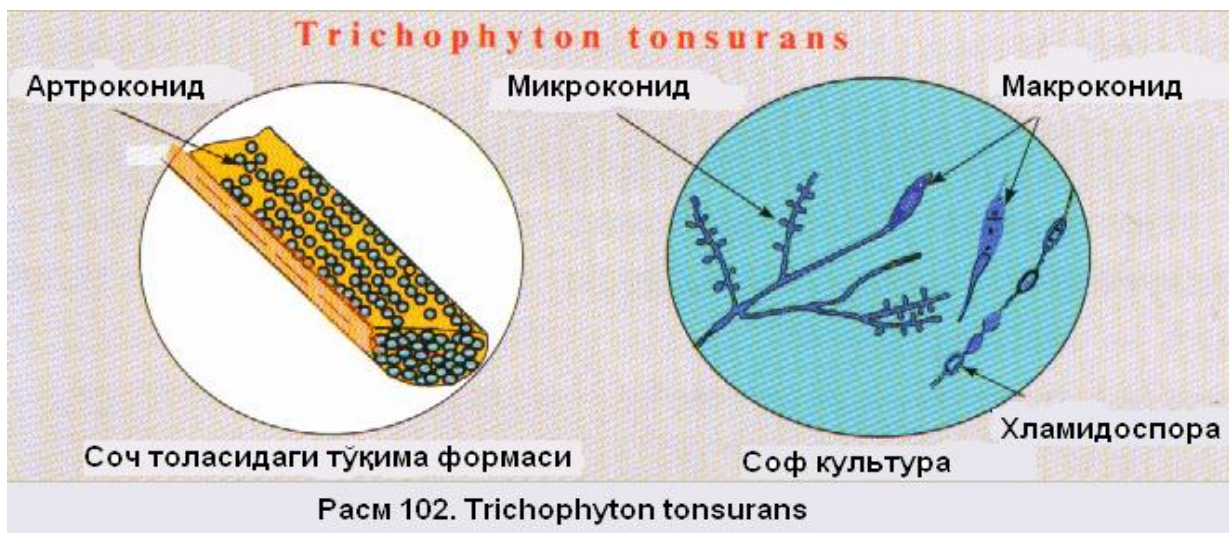 Trichophyton tonsurans
Артроконид
Микроконид
Макроконид
Хламидоспора
Соч толасидаги тўқима формаси
Соф культура
Расм 102. Trichophyton tonsurans